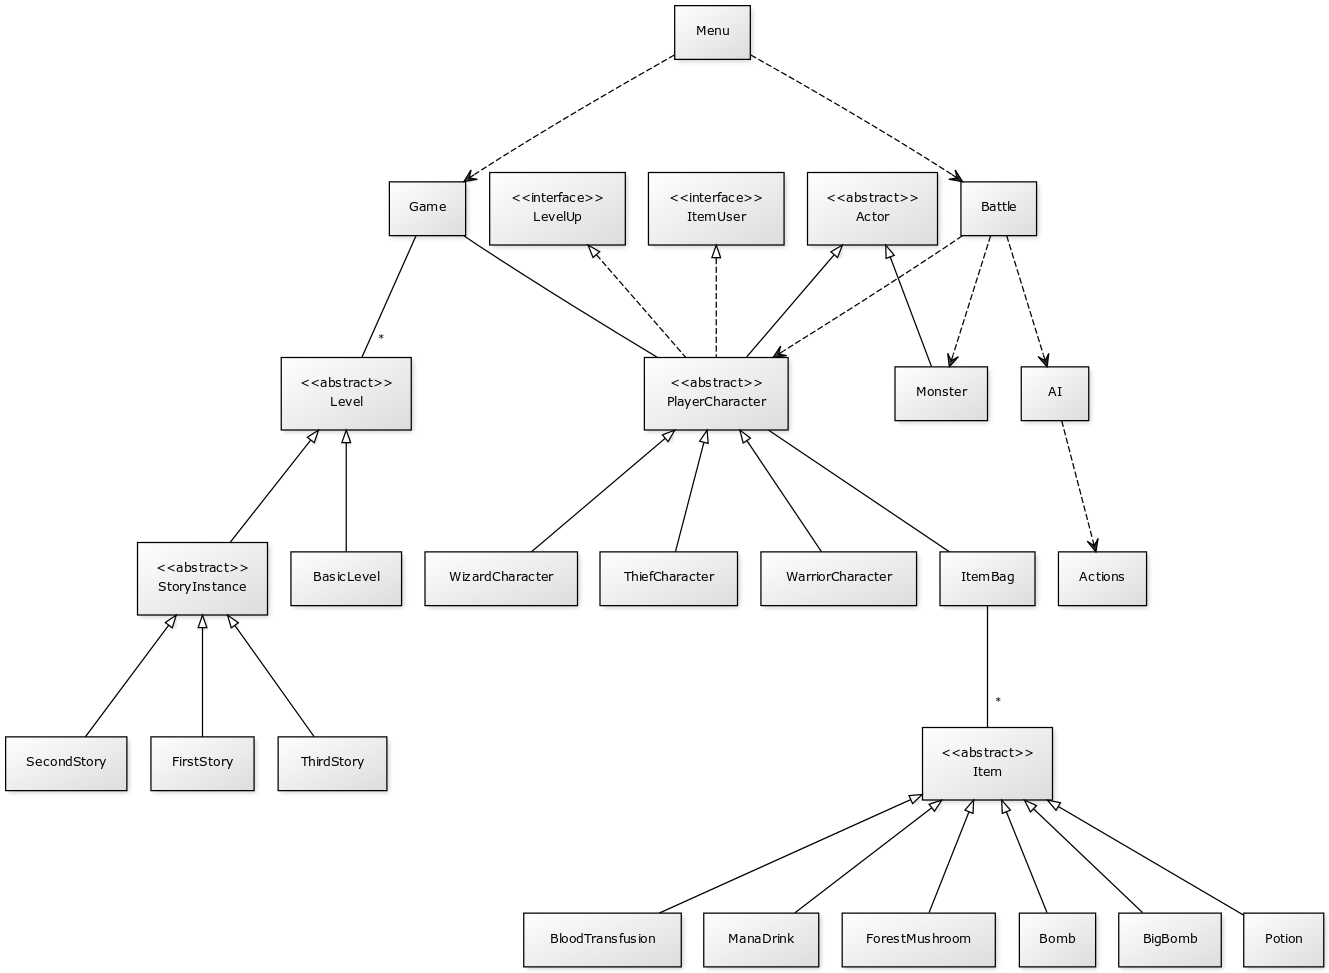 Menu
Game
<<interface>>
LevelUp
<<interface>>
ItemUser
<<abstract>>
Actor
Battle
*
<<abstract>>
Level
<<abstract>>
PlayerCharacter
Monster
AI
<<abstract>>
StoryInstance
BasicLevel
WizardCharacter
ThiefCharacter
WarriorCharacter
ItemBag
Actions
*
SecondStory
FirstStory
ThirdStory
<<abstract>>
Item
BloodTransfusion
ManaDrink
ForestMushroom
Bomb
BigBomb
Potion